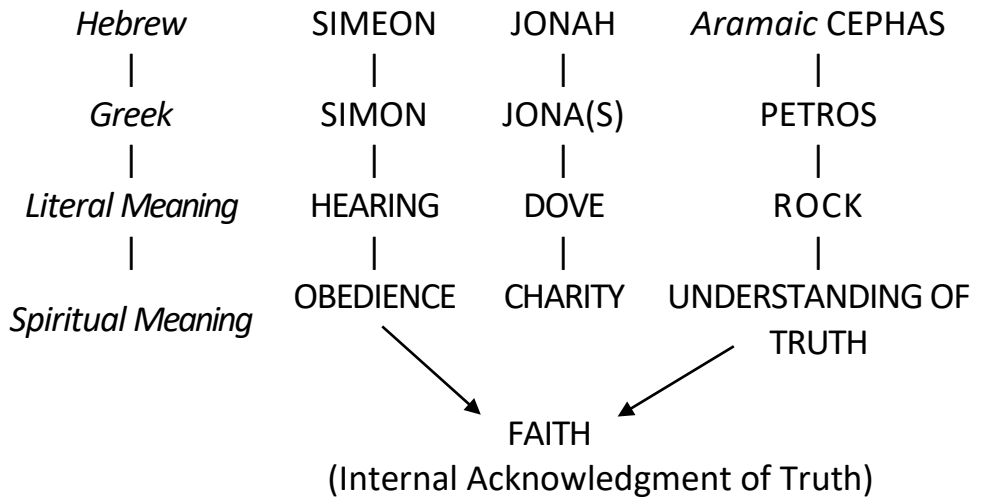 Hebrew SIMEON JONAH Aramaic CEPHAS
Greek SIMON JONA(S) PETROS
Literal Meaning HEARING DOVE ROCK
Spiritual Meaning OBEDIENCE CHARITY UNDERSTANDING OF
TRUTH
FAITH
(Internal Acknowledgment of Truth)